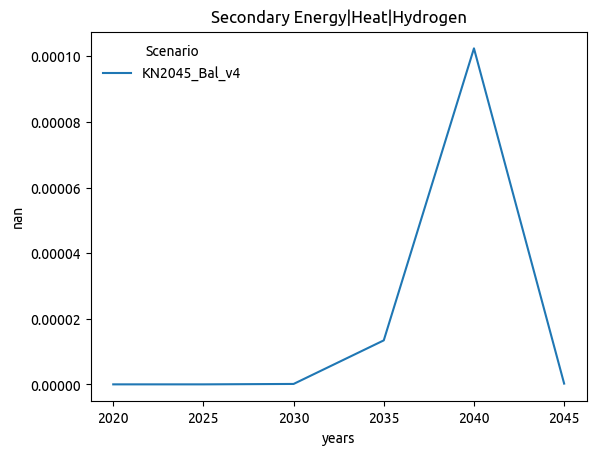 Secondary Energy|Heat|Hydrogen
Scenario
KN2045_Bal_v4
0.00010
0.00008
0.00006
0.00004
0.00002
0.00000
nan
2020 2025 2030 2035 2040 2045
years